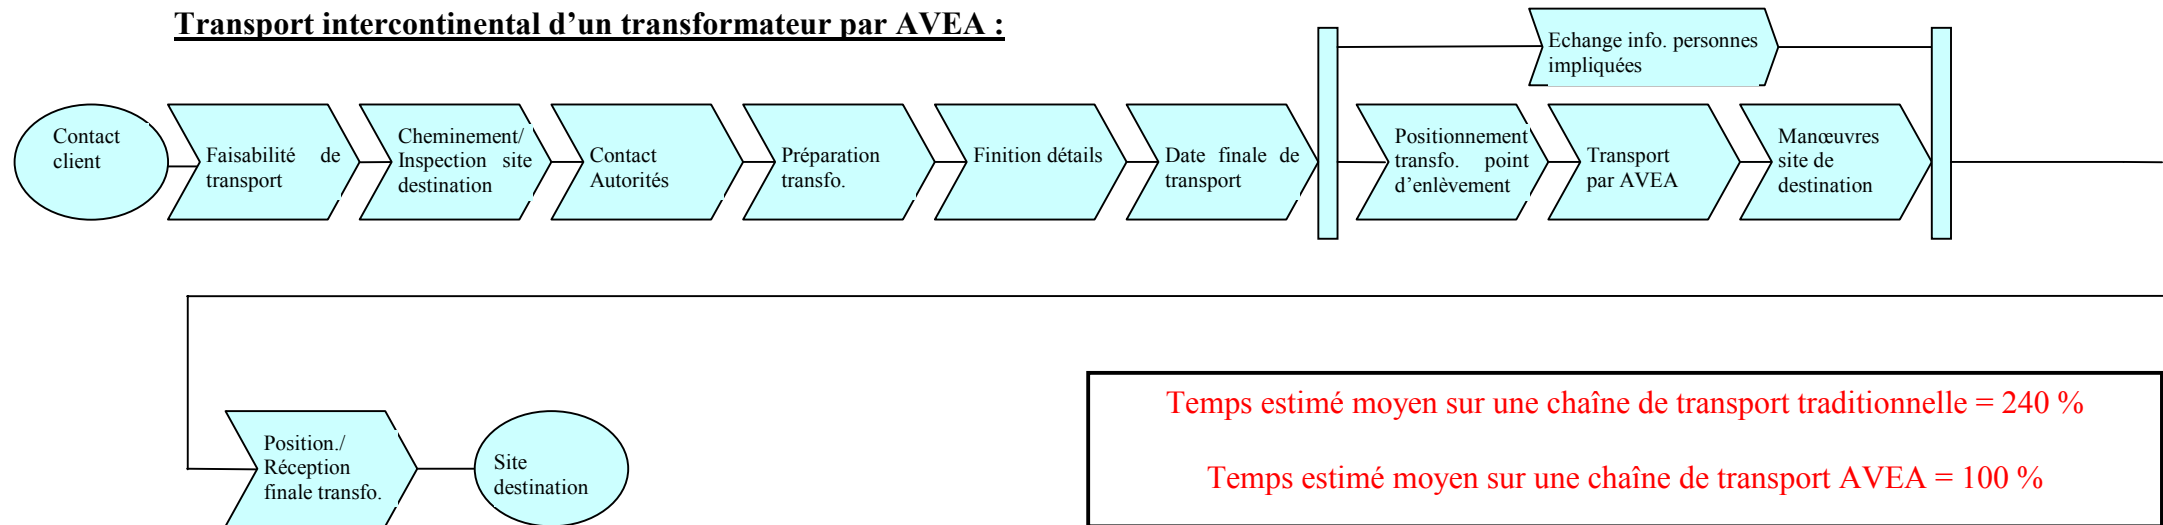 Transport intercontinental d’un transformateur par AVEA :
Echange info. personnes
impliquées
Contact
client
Faisabilité de
transport
Cheminement/
Inspection site
destination
Contact
Autorités
Préparation
transfo.
Finition détails
Date finale de
transport
Positionnement
transfo. point
d’enlèvement
Transport
par AVEA
Manœuvres
site de
destination
Position./
Réception
finale transfo.
Site
destination
Temps estimé moyen sur une chaîne de transport traditionnelle = 240 %
Temps estimé moyen sur une chaîne de transport AVEA = 100 %